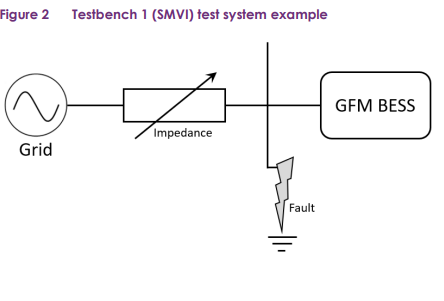 Figure 2 Testbench 1 (SMVI) test system example
GFM BESS
Impedance
Grid
Fault